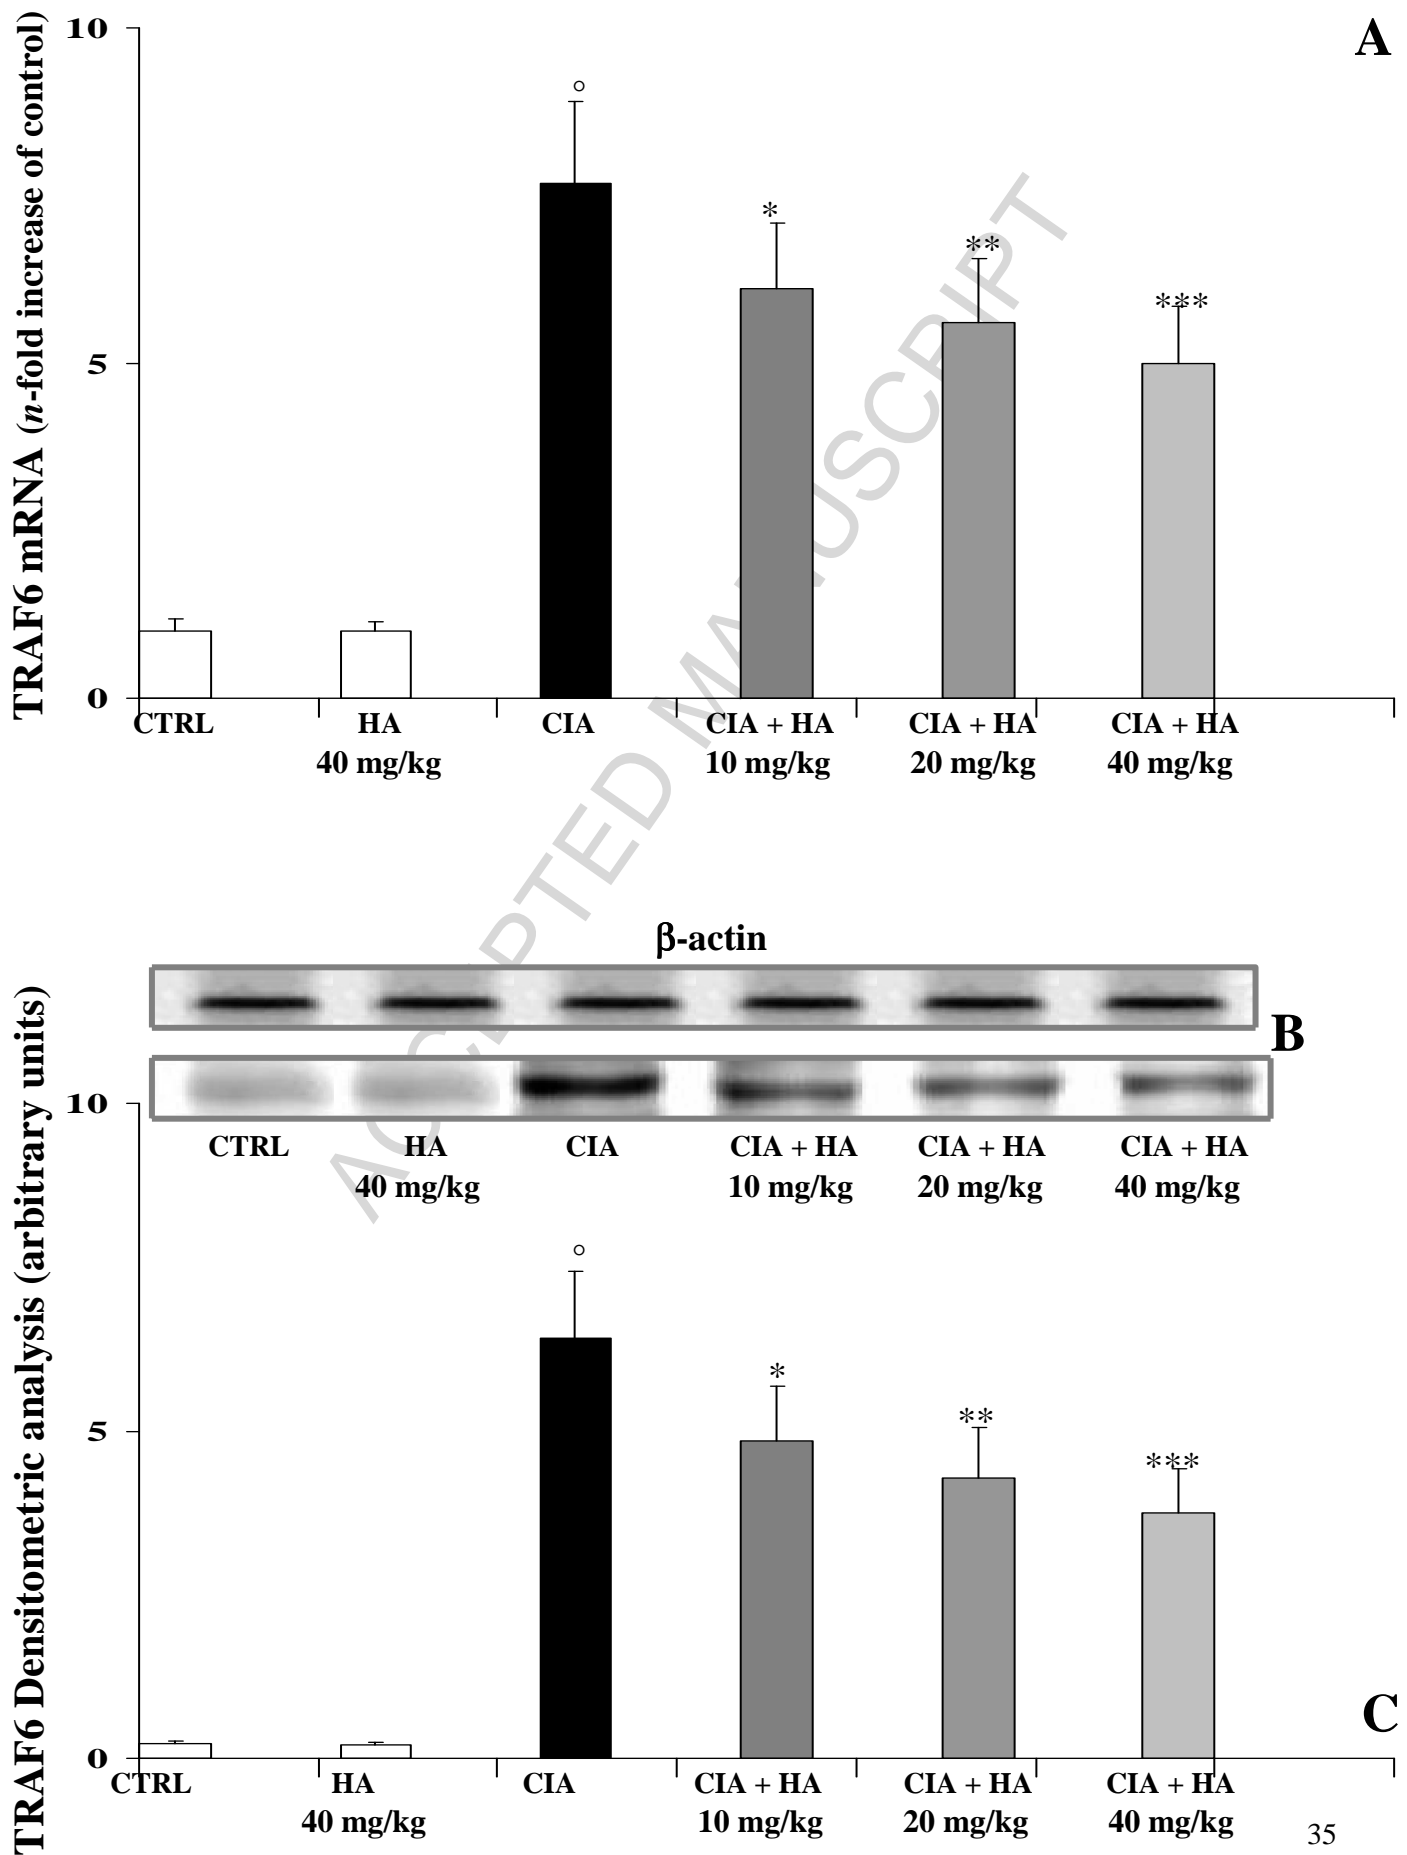 A
TRAF6 mRNA (n-fold increase of control)
10
5
0
°
*
**
***
CTRL HA CIA CIA + HA CIA + HA CIA + HA
40 mg/kg 10 mg/kg 20 mg/kg 40 mg/kg
ACCEPTED MANUSCRIPT
β-actin
B
CTRL HA CIA CIA + HA CIA + HA CIA + HA
40 mg/kg 10 mg/kg 20 mg/kg 40 mg/kg
TRAF6 Densitometric analysis (arbitrary units)
10
5
0
°
*
**
***
C
CTRL HA CIA CIA + HA CIA + HA CIA + HA
40 mg/kg 10 mg/kg 20 mg/kg 40 mg/kg
35